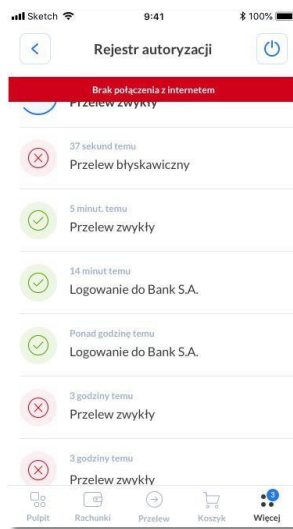 Sketch 9:41 100%
Rejestr autoryzacji
Brak połączenia z internetem
Przelew zwykły
37 sekund temu
Przelew błyskawiczny
5 minut. temu
Przelew zwykły
14 minut temu
Logowanie do Bank S.A.
Ponad godzinę temu
Logowanie do Bank S.A.
3 godziny temu
Przelew zwykły
3 godziny temu
Przelew zwykły
3
Pulpit Rachunki Przelew Koszyk Więcej